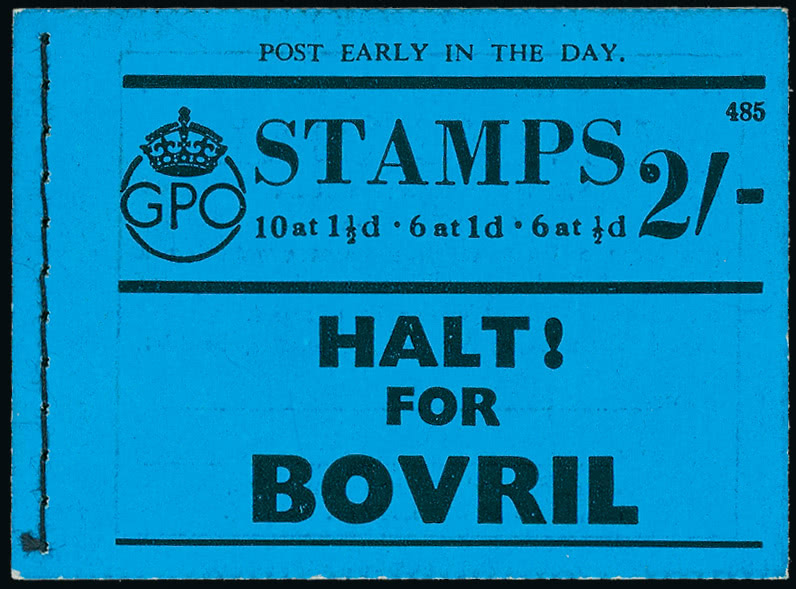 POST EARLY IN THE DAY.
485
STAMPS 2/-
GPO
10 at 1½d · 6 at 1d · 6 at ½d
HALT!
FOR
BOVRIL